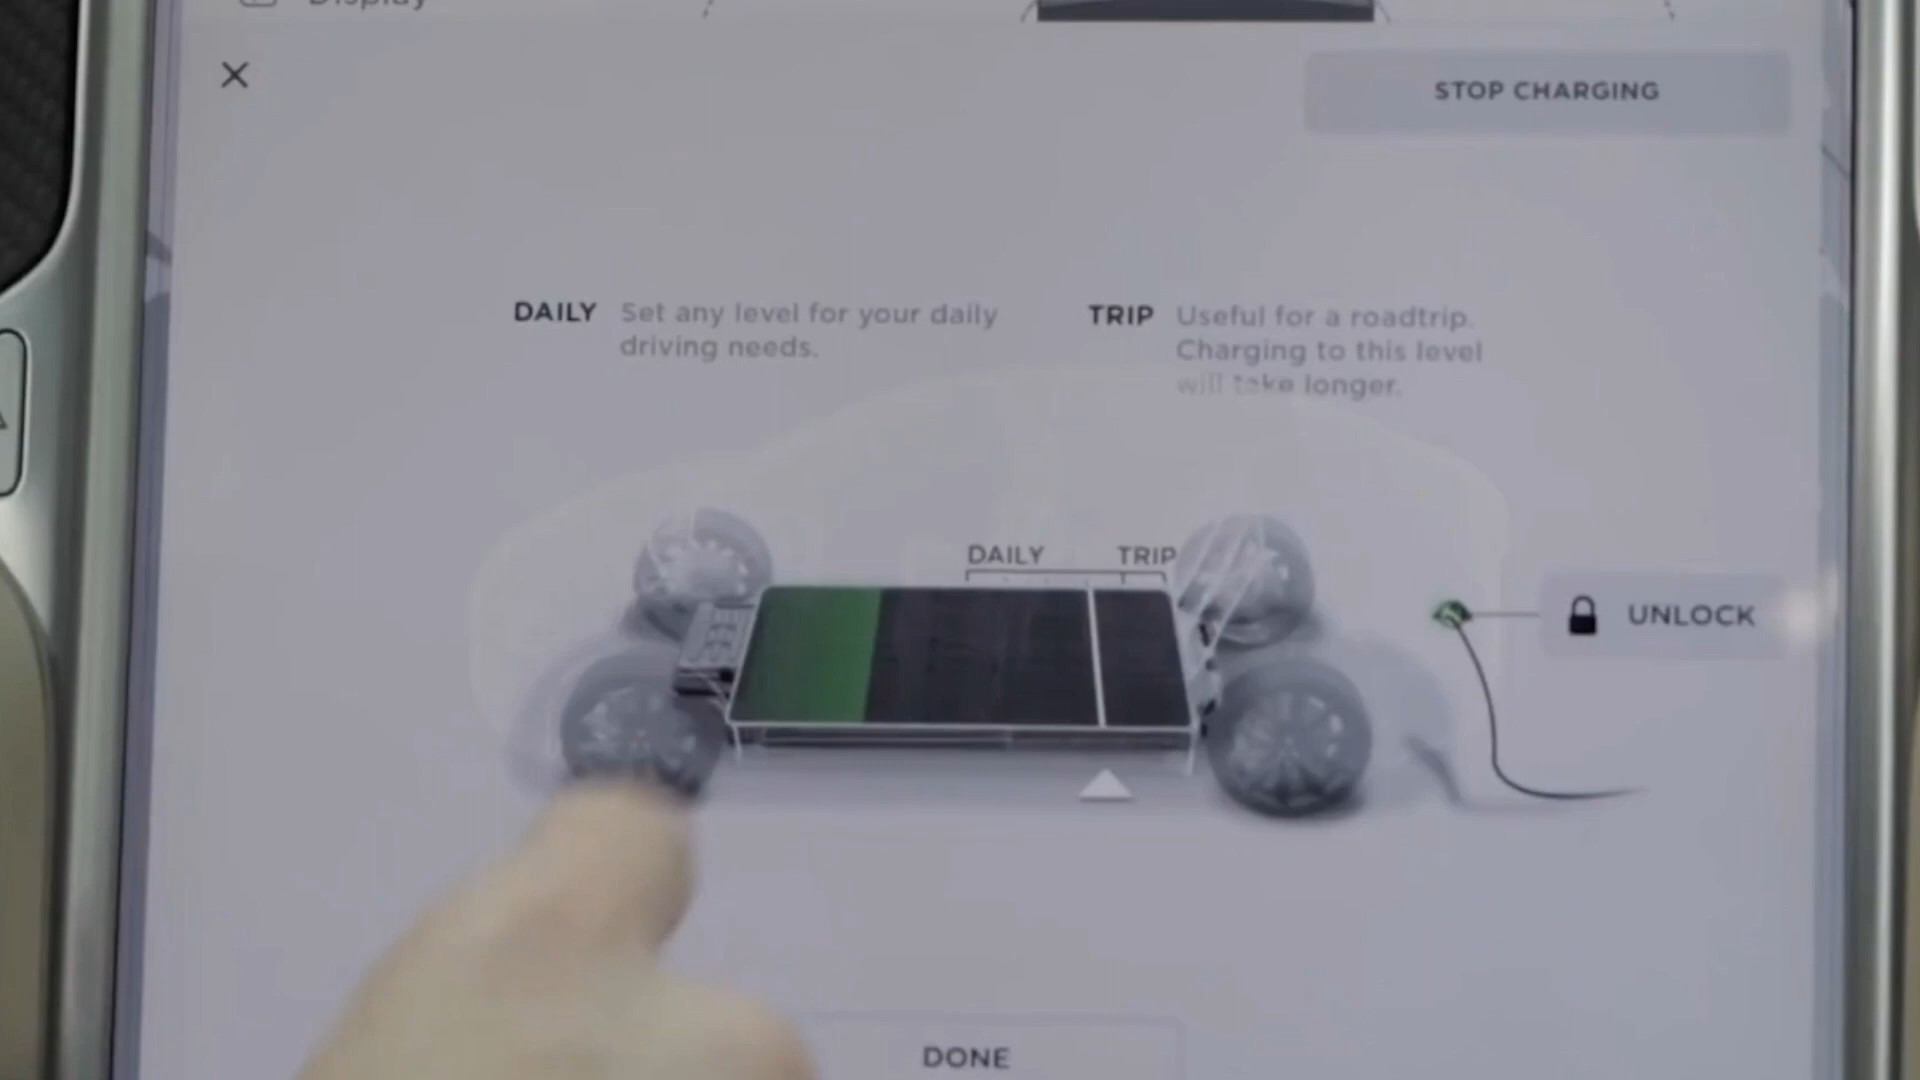 Display
STOP CHARGING
DAILY Set any level for your daily
driving needs.
TRIP Useful for a roadtrip.
Charging to this level
will take longer.
DAILY TRIP
UNLOCK
DONE